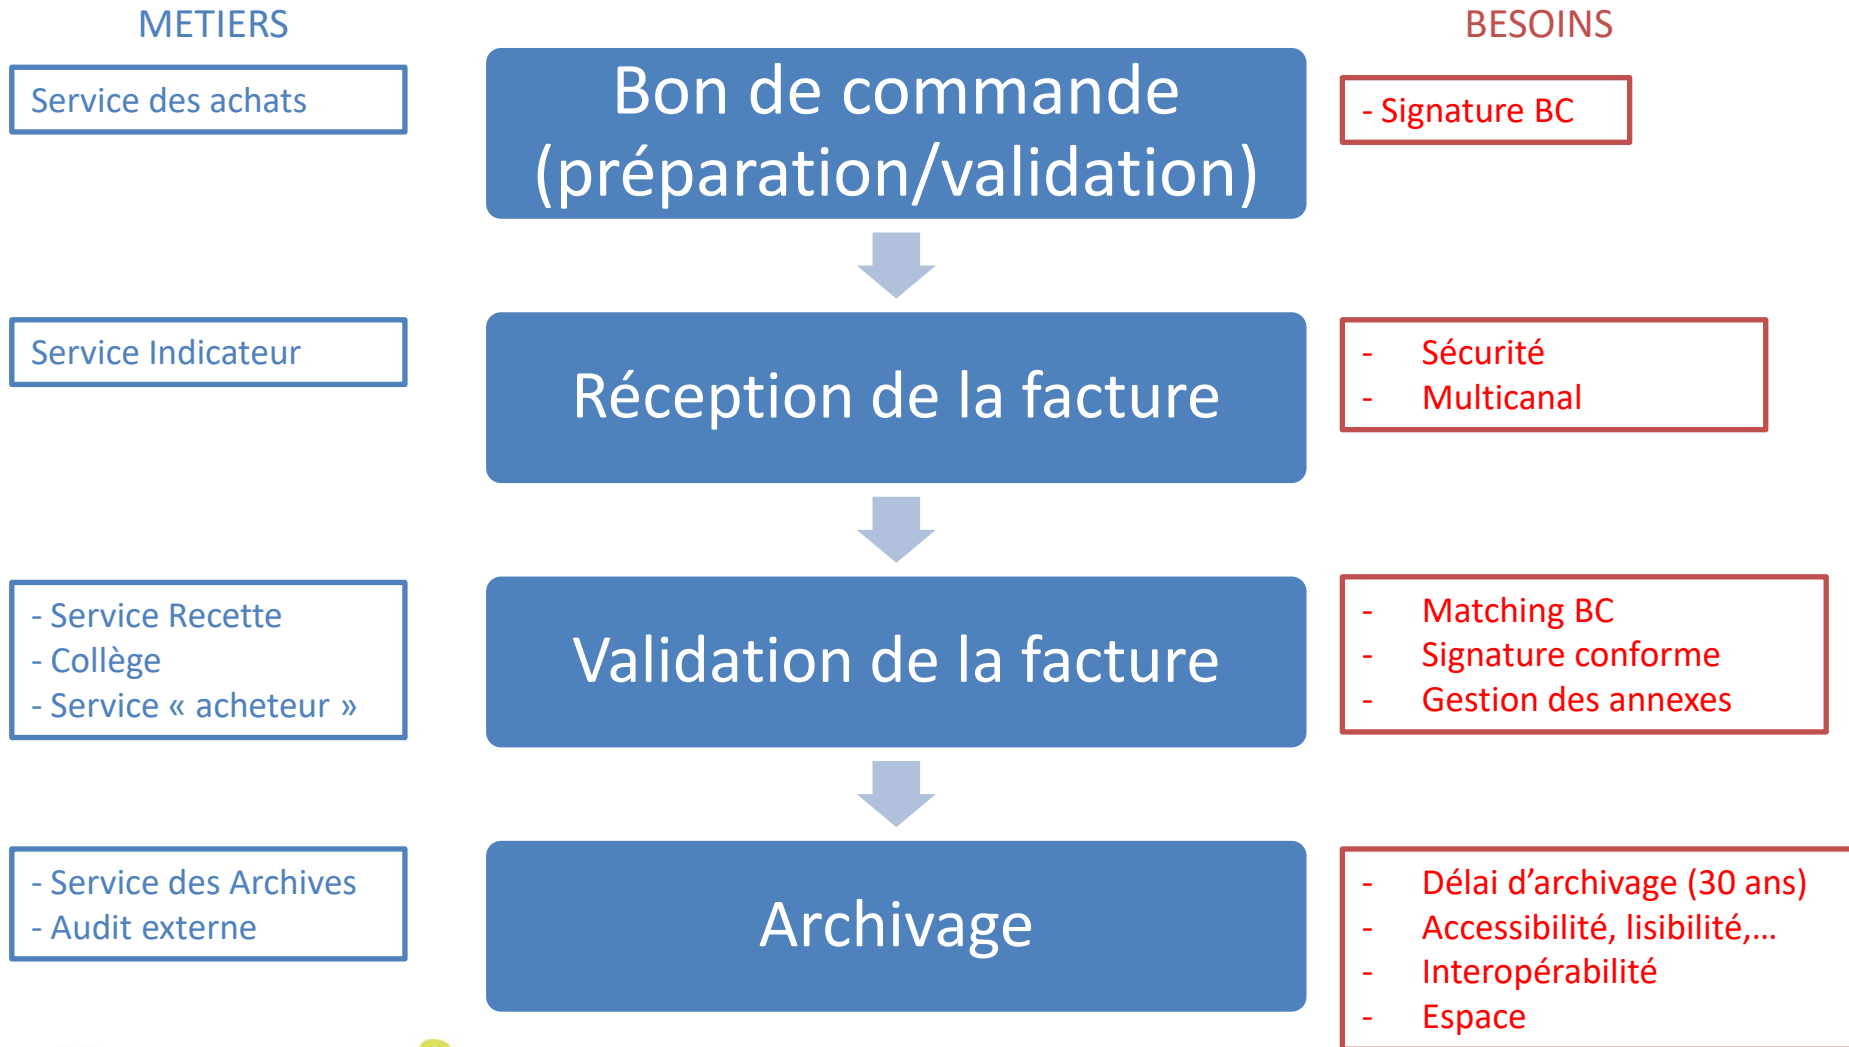 METIERS
BESOINS
Service des achats
Bon de commande
(préparation/validation)
- Signature BC
Service Indicateur
Réception de la facture
- Sécurité
- Multicanal
- Service Recette
- Collège
- Service « acheteur »
Validation de la facture
- Matching BC
- Signature conforme
- Gestion des annexes
- Service des Archives
- Audit externe
Archivage
- Délai d’archivage (30 ans)
- Accessibilité, lisibilité,…
- Interopérabilité
- Espace